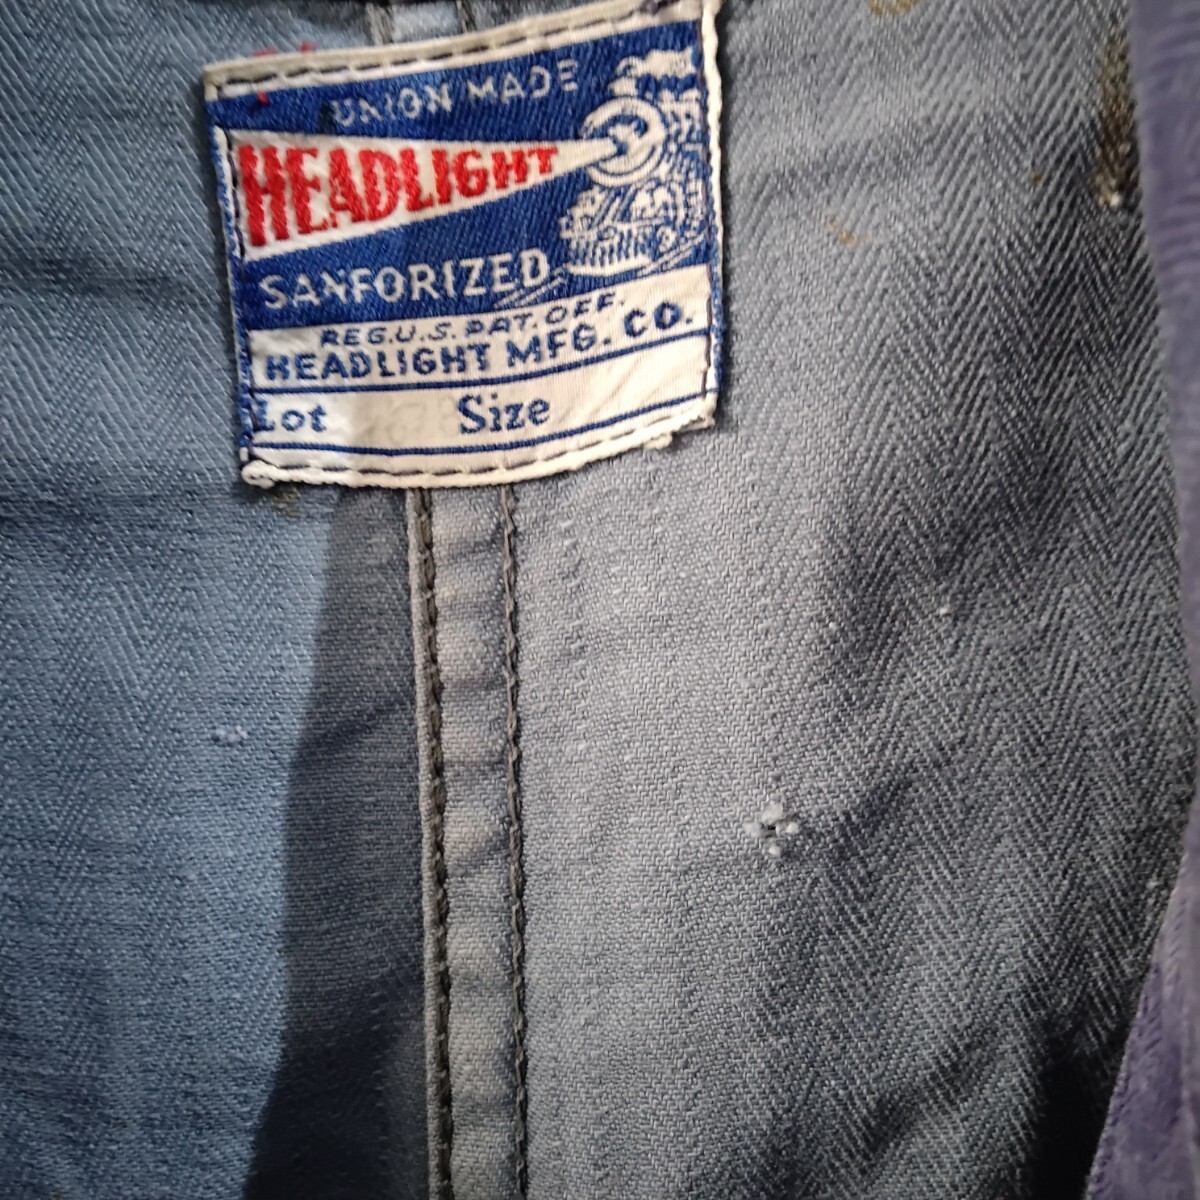 UNION MADE
HEADLIGHT
SANFORIZED
REG.U.S.PAT.OFF.
HEADLIGHT MFG. CO.
Lot Size